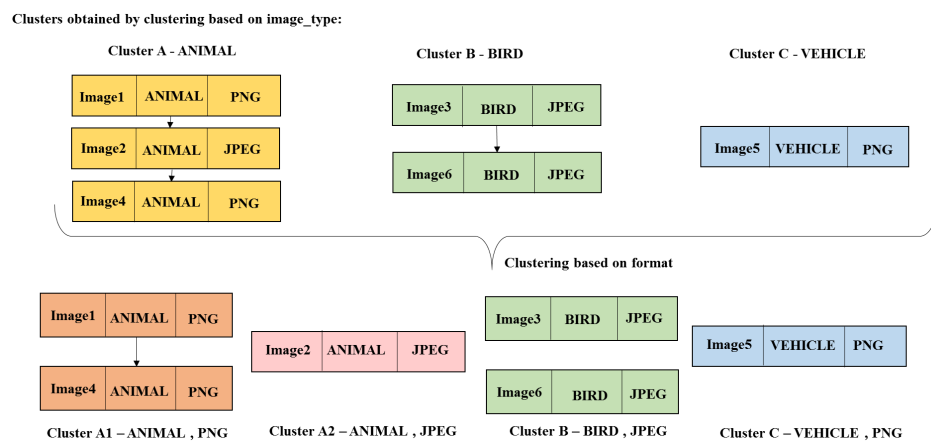 Clusters obtained by clustering based on image_type:
Cluster A - ANIMAL
Cluster B - BIRD
Cluster C - VEHICLE
Image1 ANIMAL PNG
Image2 ANIMAL JPEG
Image4 ANIMAL PNG
Image3 BIRD JPEG
Image6 BIRD JPEG
Image5 VEHICLE PNG
Clustering based on format
Image1 ANIMAL PNG
Image4 ANIMAL PNG
Cluster A1 – ANIMAL , PNG
Image2 ANIMAL JPEG
Cluster A2 – ANIMAL , JPEG
Image3 BIRD JPEG
Image6 BIRD JPEG
Cluster B – BIRD , JPEG
Image5 VEHICLE PNG
Cluster C – VEHICLE , PNG